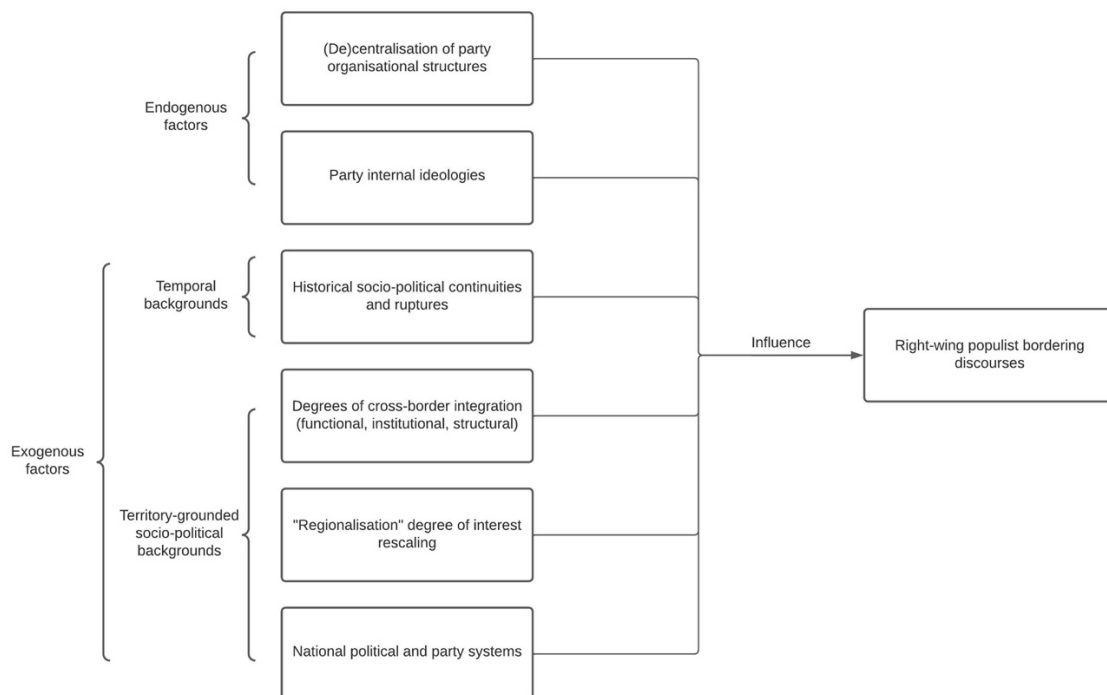 (De)centralisation of party
organisational structures
Endogenous
factors
Party internal ideologies
Temporal
backgrounds
Historical socio-political continuities
and ruptures
Influence
Right-wing populist bordering
discourses
Degrees of cross-border integration
(functional, institutional, structural)
Exogenous
factors
Territory-grounded
socio-political
backgrounds
"Regionalisation" degree of interest
rescaling
National political and party systems